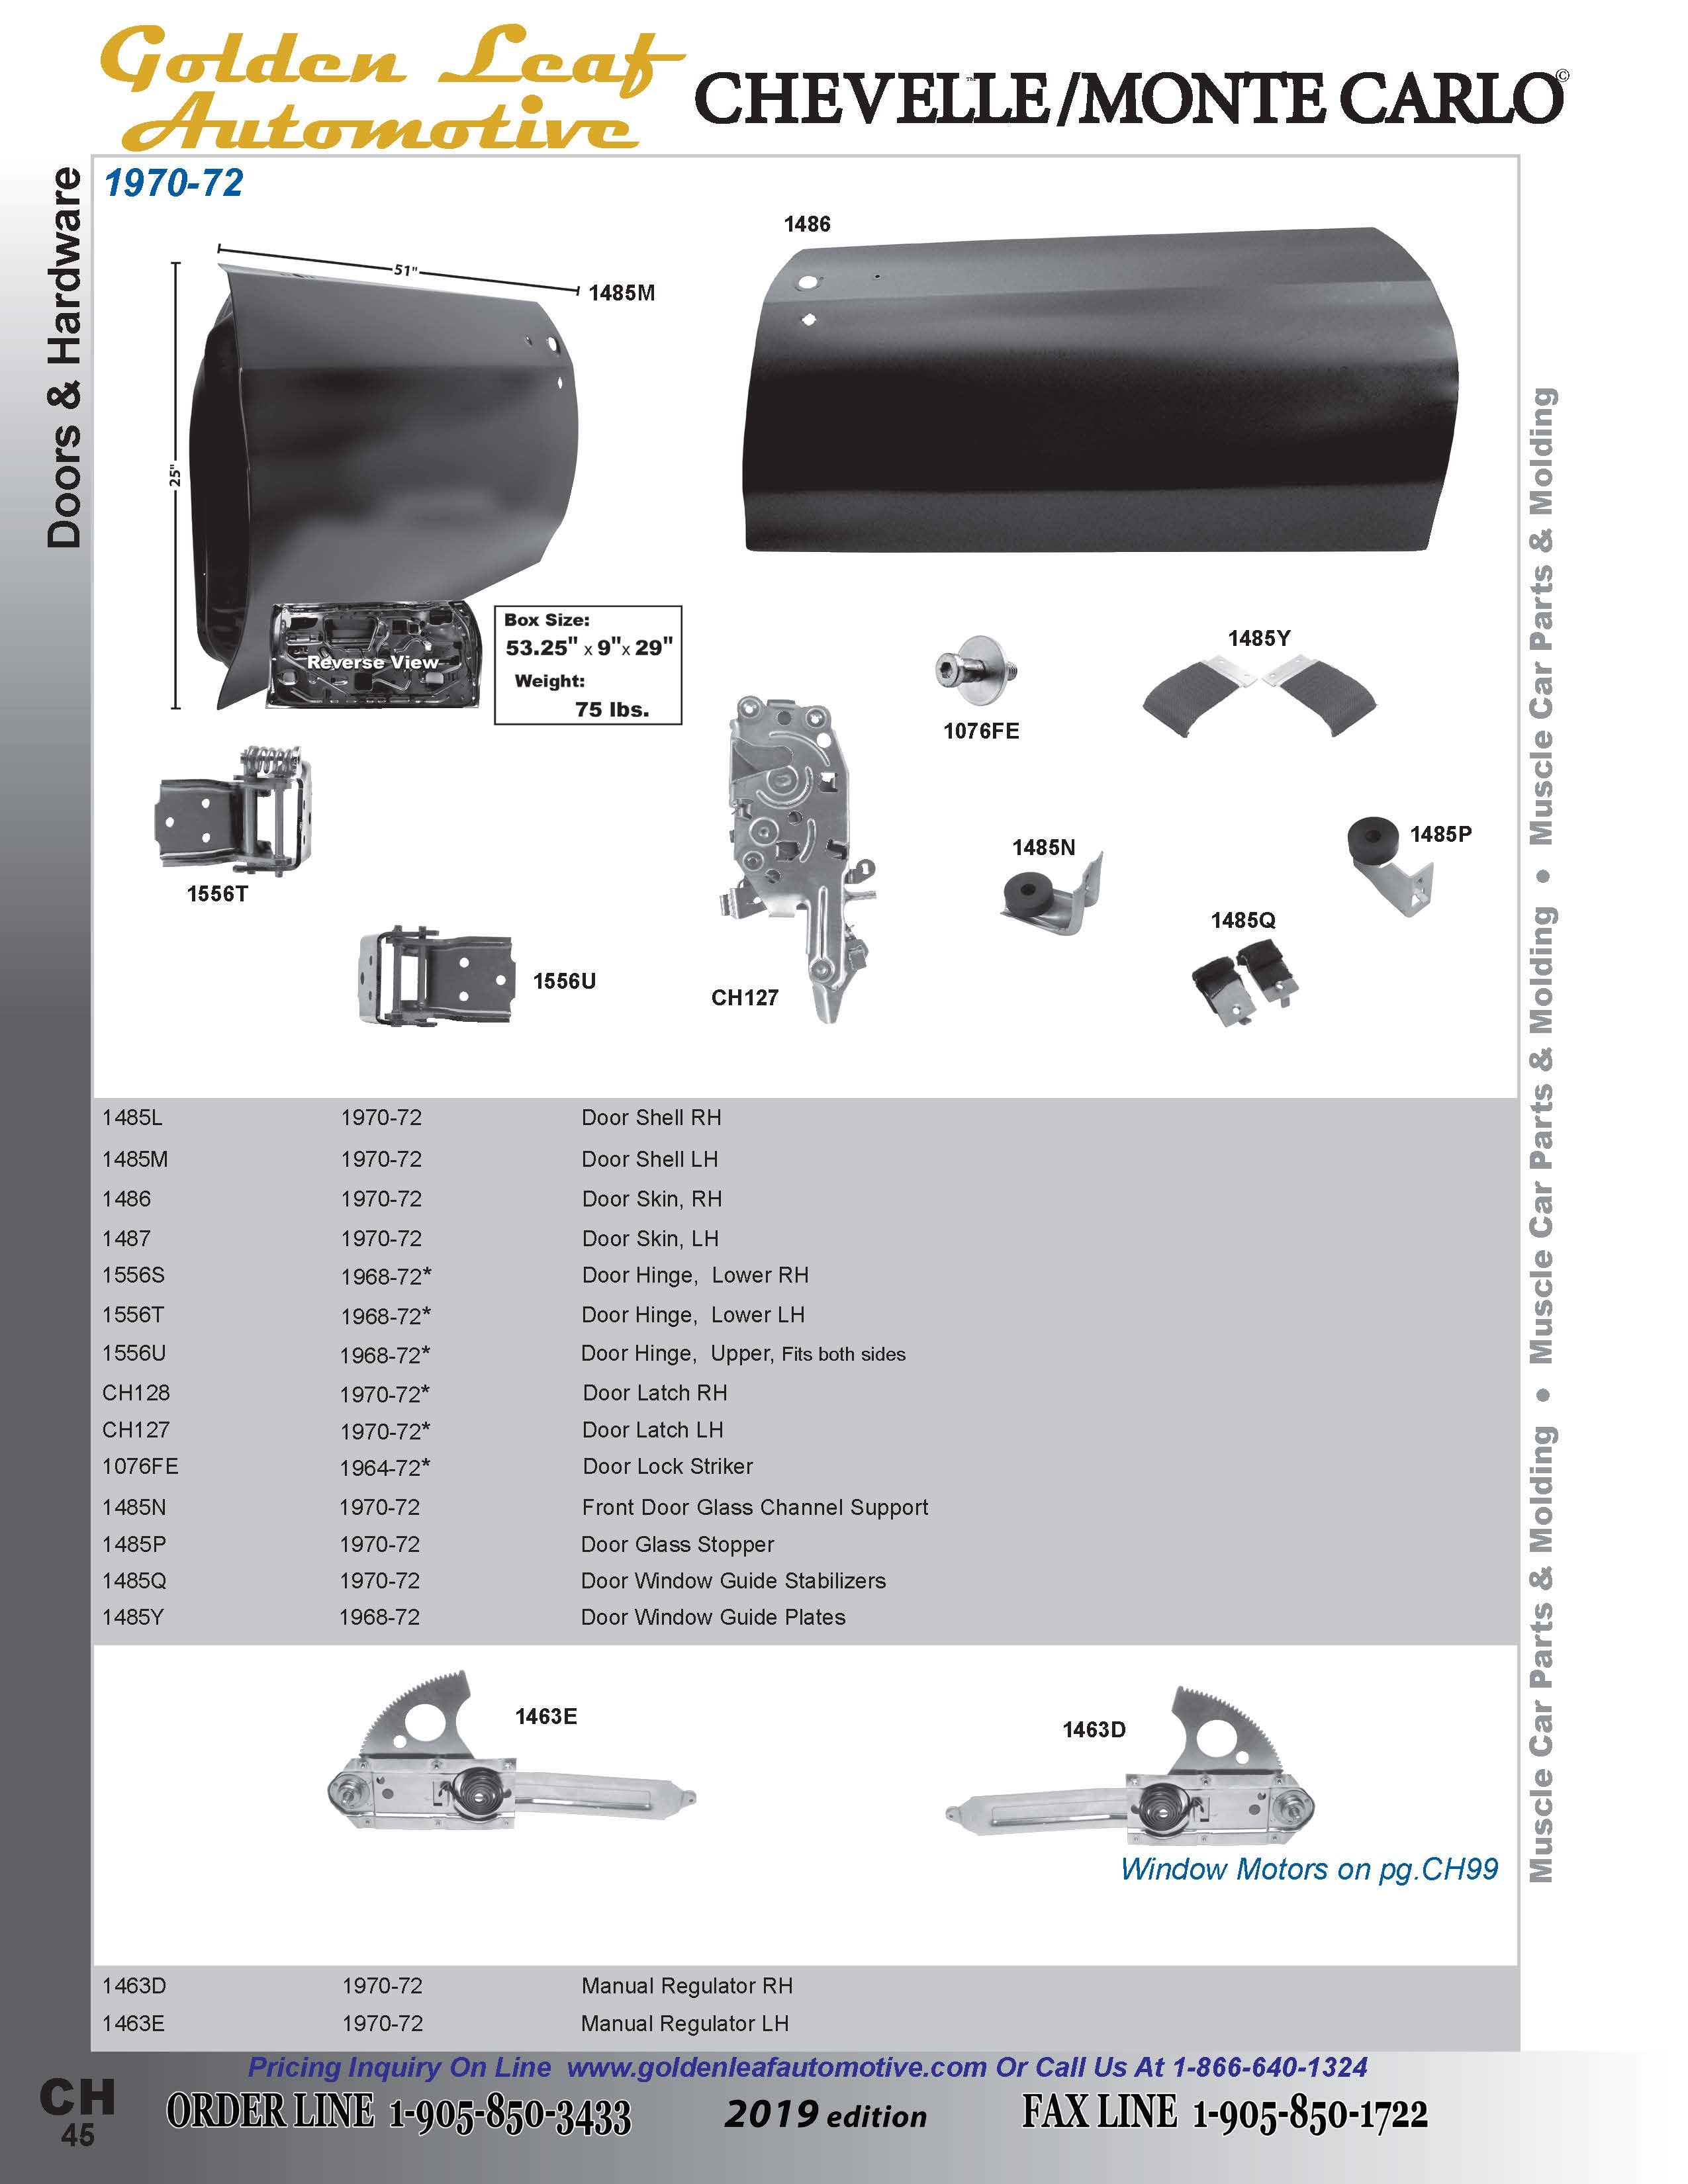 Golden Leaf
Automotive
CHEVELLE™/MONTE CARLO©
Doors & Hardware
1970-72
1486
51"
1485M
25"
Reverse View
Box Size:
53.25" x 9"x 29"
Weight:
75 lbs.
1076FE
1485Y
1556T
1556U
CH127
1485N
1485P
1485Q
1485L 1970-72 Door Shell RH
1485M 1970-72 Door Shell LH
1486 1970-72 Door Skin, RH
1487 1970-72 Door Skin, LH
1556S 1968-72* Door Hinge, Lower RH
1556T 1968-72* Door Hinge, Lower LH
1556U 1968-72* Door Hinge, Upper, Fits both sides
CH128 1970-72* Door Latch RH
CH127 1970-72* Door Latch LH
1076FE 1964-72* Door Lock Striker
1485N 1970-72 Front Door Glass Channel Support
1485P 1970-72 Door Glass Stopper
1485Q 1970-72 Door Window Guide Stabilizers
1485Y 1968-72 Door Window Guide Plates
1463E
1463D
Window Motors on pg.CH99
1463D 1970-72 Manual Regulator RH
1463E 1970-72 Manual Regulator LH
Muscle Car Parts & Molding • Muscle Car Parts & Molding • Muscle Car Parts & Molding
Pricing Inquiry On Line www.goldenleafautomotive.com Or Call Us At 1-866-640-1324
CH
45
ORDER LINE 1-905-850-3433
2019 edition
FAX LINE 1-905-850-1722